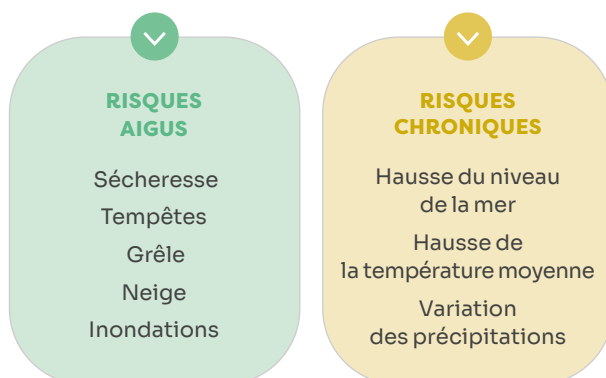 RISQUES
AIGUS
Sécheresse
Tempêtes
Grêle
Neige
Inondations
RISQUES
CHRONIQUES
Hausse du niveau
de la mer
Hausse de
la température moyenne
Variation
des précipitations